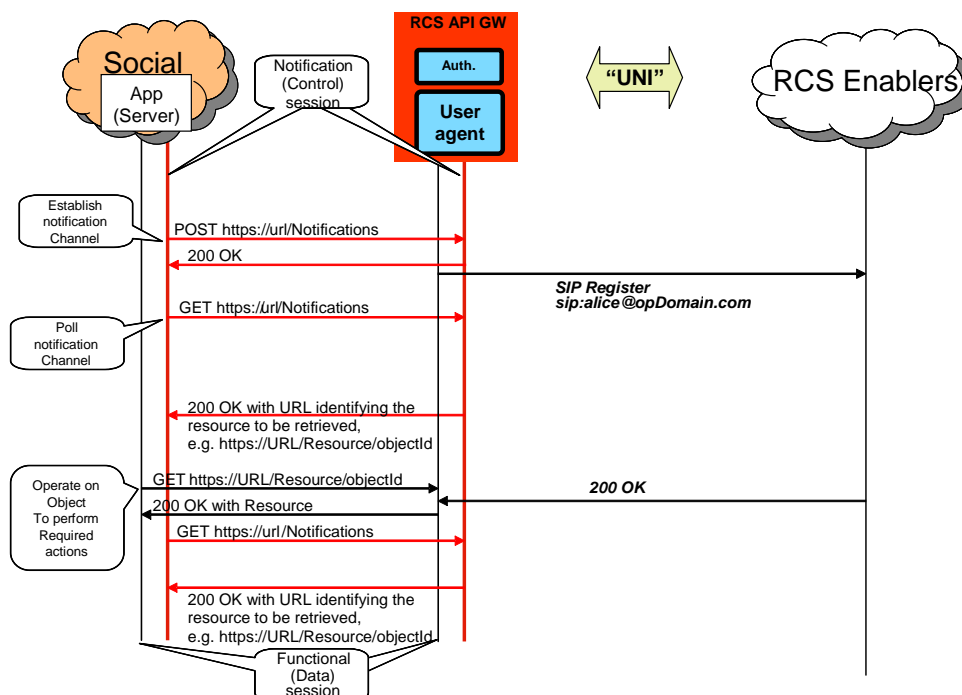 RCS API GW
Social
App
(Server)
Notification
(Control)
session
Auth.
User
agent
“UNI”
RCS Enablers
Establish
notification
Channel
POST https://url/Notifications
200 OK
SIP Register
sip:alice@opDomain.com
GET https://url/Notifications
Poll
notification
Channel
200 OK with URL identifying the
resource to be retrieved,
e.g. https://URL/Resource/objectId
Operate on
Object
To perform
Required
actions
GET https://URL/Resource/objectId
200 OK
200 OK with Resource
GET https://url/Notifications
200 OK with URL identifying the
resource to be retrieved,
e.g. https://URL/Resource/objectId
Functional
(Data)
session